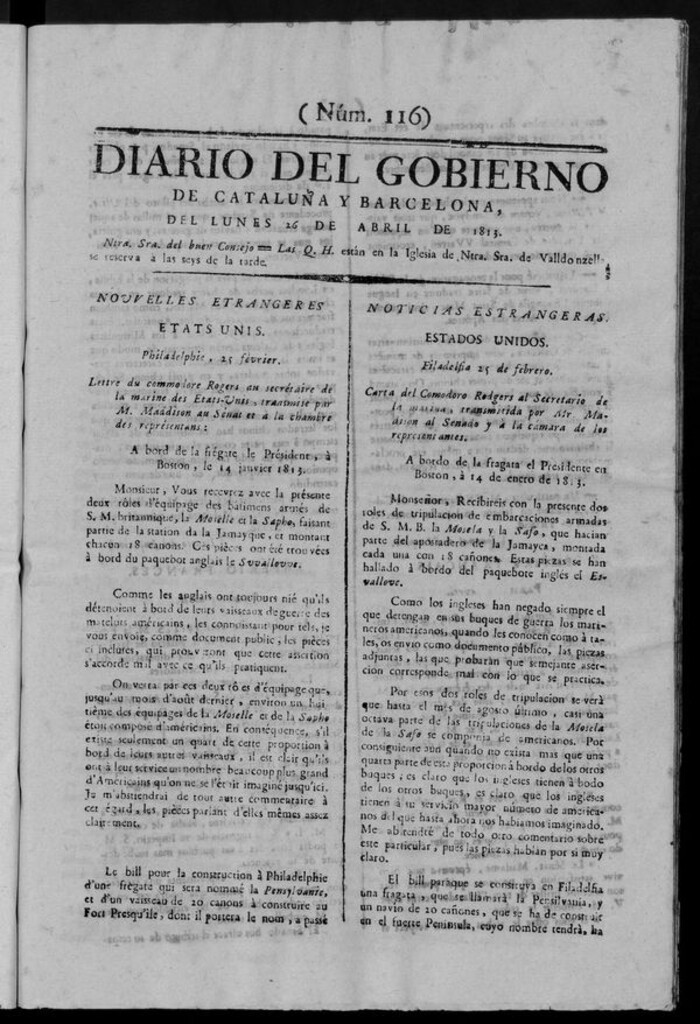 ( Núm. 116)
DIARIO DEL GOBIERNO
DE CATALUÑA Y BARCELONA,
DEL LUNES 26 DE ABRIL DE 1813.
Ntra. Sra. del buen Consejo = Las Q. H. están en la Iglesia de Ntra. Sra. de Valldonzell
se reserva á las seys de la tarde.
NOUVELLES ETRANGERES
ETATS UNIS.
Philadelphie, 25 février.
Lettre du commodore Rogers au secrétaire de
la marine des Etats-Unis, transmise par
M. Maddison au Sénat et à la chambre
des représentans:
A bord de la frégate le Président, à
Boston, le 14 janvier 1813.
Monsieur, Vous recevrez avec la présente
deux rôles d'équipage des bâtimens armés de
S. M. britannique, la Moselle et la Sapho, faisant
partie de la station da la Jamayque, et montant
chacon 18 canons. Ces pièces ont été trouvées
à bord du paquebot anglais le Swallowe.
Comme les anglais ont toujours nié qu'ils
détenoient à bord de leurs vaisseaux de guerre des
matelots américains, les connoissant pour tels, je
vous envoie, comme document public, les pièces
ci incluses, qui prouveront que cette assertion
s'accorde mal avec ce qu'ils pratiquent.
On verra par ces deux rôles d'équipage que,
jusqu'au mois d'août dernier, environ un hui
tième des équipages de la Moselle et de la Sapho
étoit composé d'américains. En conséquence, s'il
existe seulement un quart de cette proportion à
bord de leurs autres vaisseaux, il est clair qu'ils
ont à leur service un nombre beaucoup plus grand
d'Américains qu'on ne se l'étoit imaginé jusqu'ici.
Je m'abstiendrai de tout autre commentaire à
cet égard, les pièces parlant d'elles mêmes assez
clairement.
Le bill pour la construction à Philadelphie
d'une frégate qui sera nommé la Pensylvanie,
et d'un vaisseau de 20 canons à construire au
Fort Presqu'ile, dont il portera le nom, a passé
NOTICIAS ESTRANGERAS.
ESTADOS UNIDOS.
Filadelfia 25 de febrero.
Carta del Comodoro Rodgers al Secretario de
la marina, transmitida por Mr. Ma-
disson al Senado y á la cámara de los
representantes.
A bordo de la fragata el Presidente en
Boston, á 14 de enero de 1813.
Monseñor, Recibireis con la presente dos
roles de tripulacion de embarcaciones armadas
de S. M. B. la Mosela y la Safo, que hacian
parte del apostadero de la Jamayca, montada
cada una con 18 cañones. Estas piezas se han
hallado á bordo del paquebote inglés el Es-
vallove.
Como los ingleses han negado siempre el
que detengan en sus buques de guerra los mari-
neros americanos, quando les conocen como á ta-
les, os envio como documento público, las piezas
adjuntas, las que probarán que semejante aser-
cion corresponde mal con lo que se practica.
Por esos dos roles de tripulacion se verá
que hasta el mes de agosto último, casi una
octava parte de las tripulaciones de la Mosela
de la Safo se componia de americanos. Por
consiguiente aun quando no exista mas que una
quarta parte de esta proporcion á bordo de los otros
buques; es claro que los ingleses tienen á bodo
de los otros buques, es claro que los ingleses
tienen á su servicio mayor número de america-
nos del que hasta ahora nos habiamos imaginado.
Me abstendré de todo otro comentario sobre
este particular, pués las piezas hablan por si muy
claro.
El bill paraque se construya en Filadelfia
una fragata, que se llamará la Pensilvania, y
un navio de 20 cañones, que se ha de construir
en el fuerte Peninsula, cuyo nombre tendrá, ha